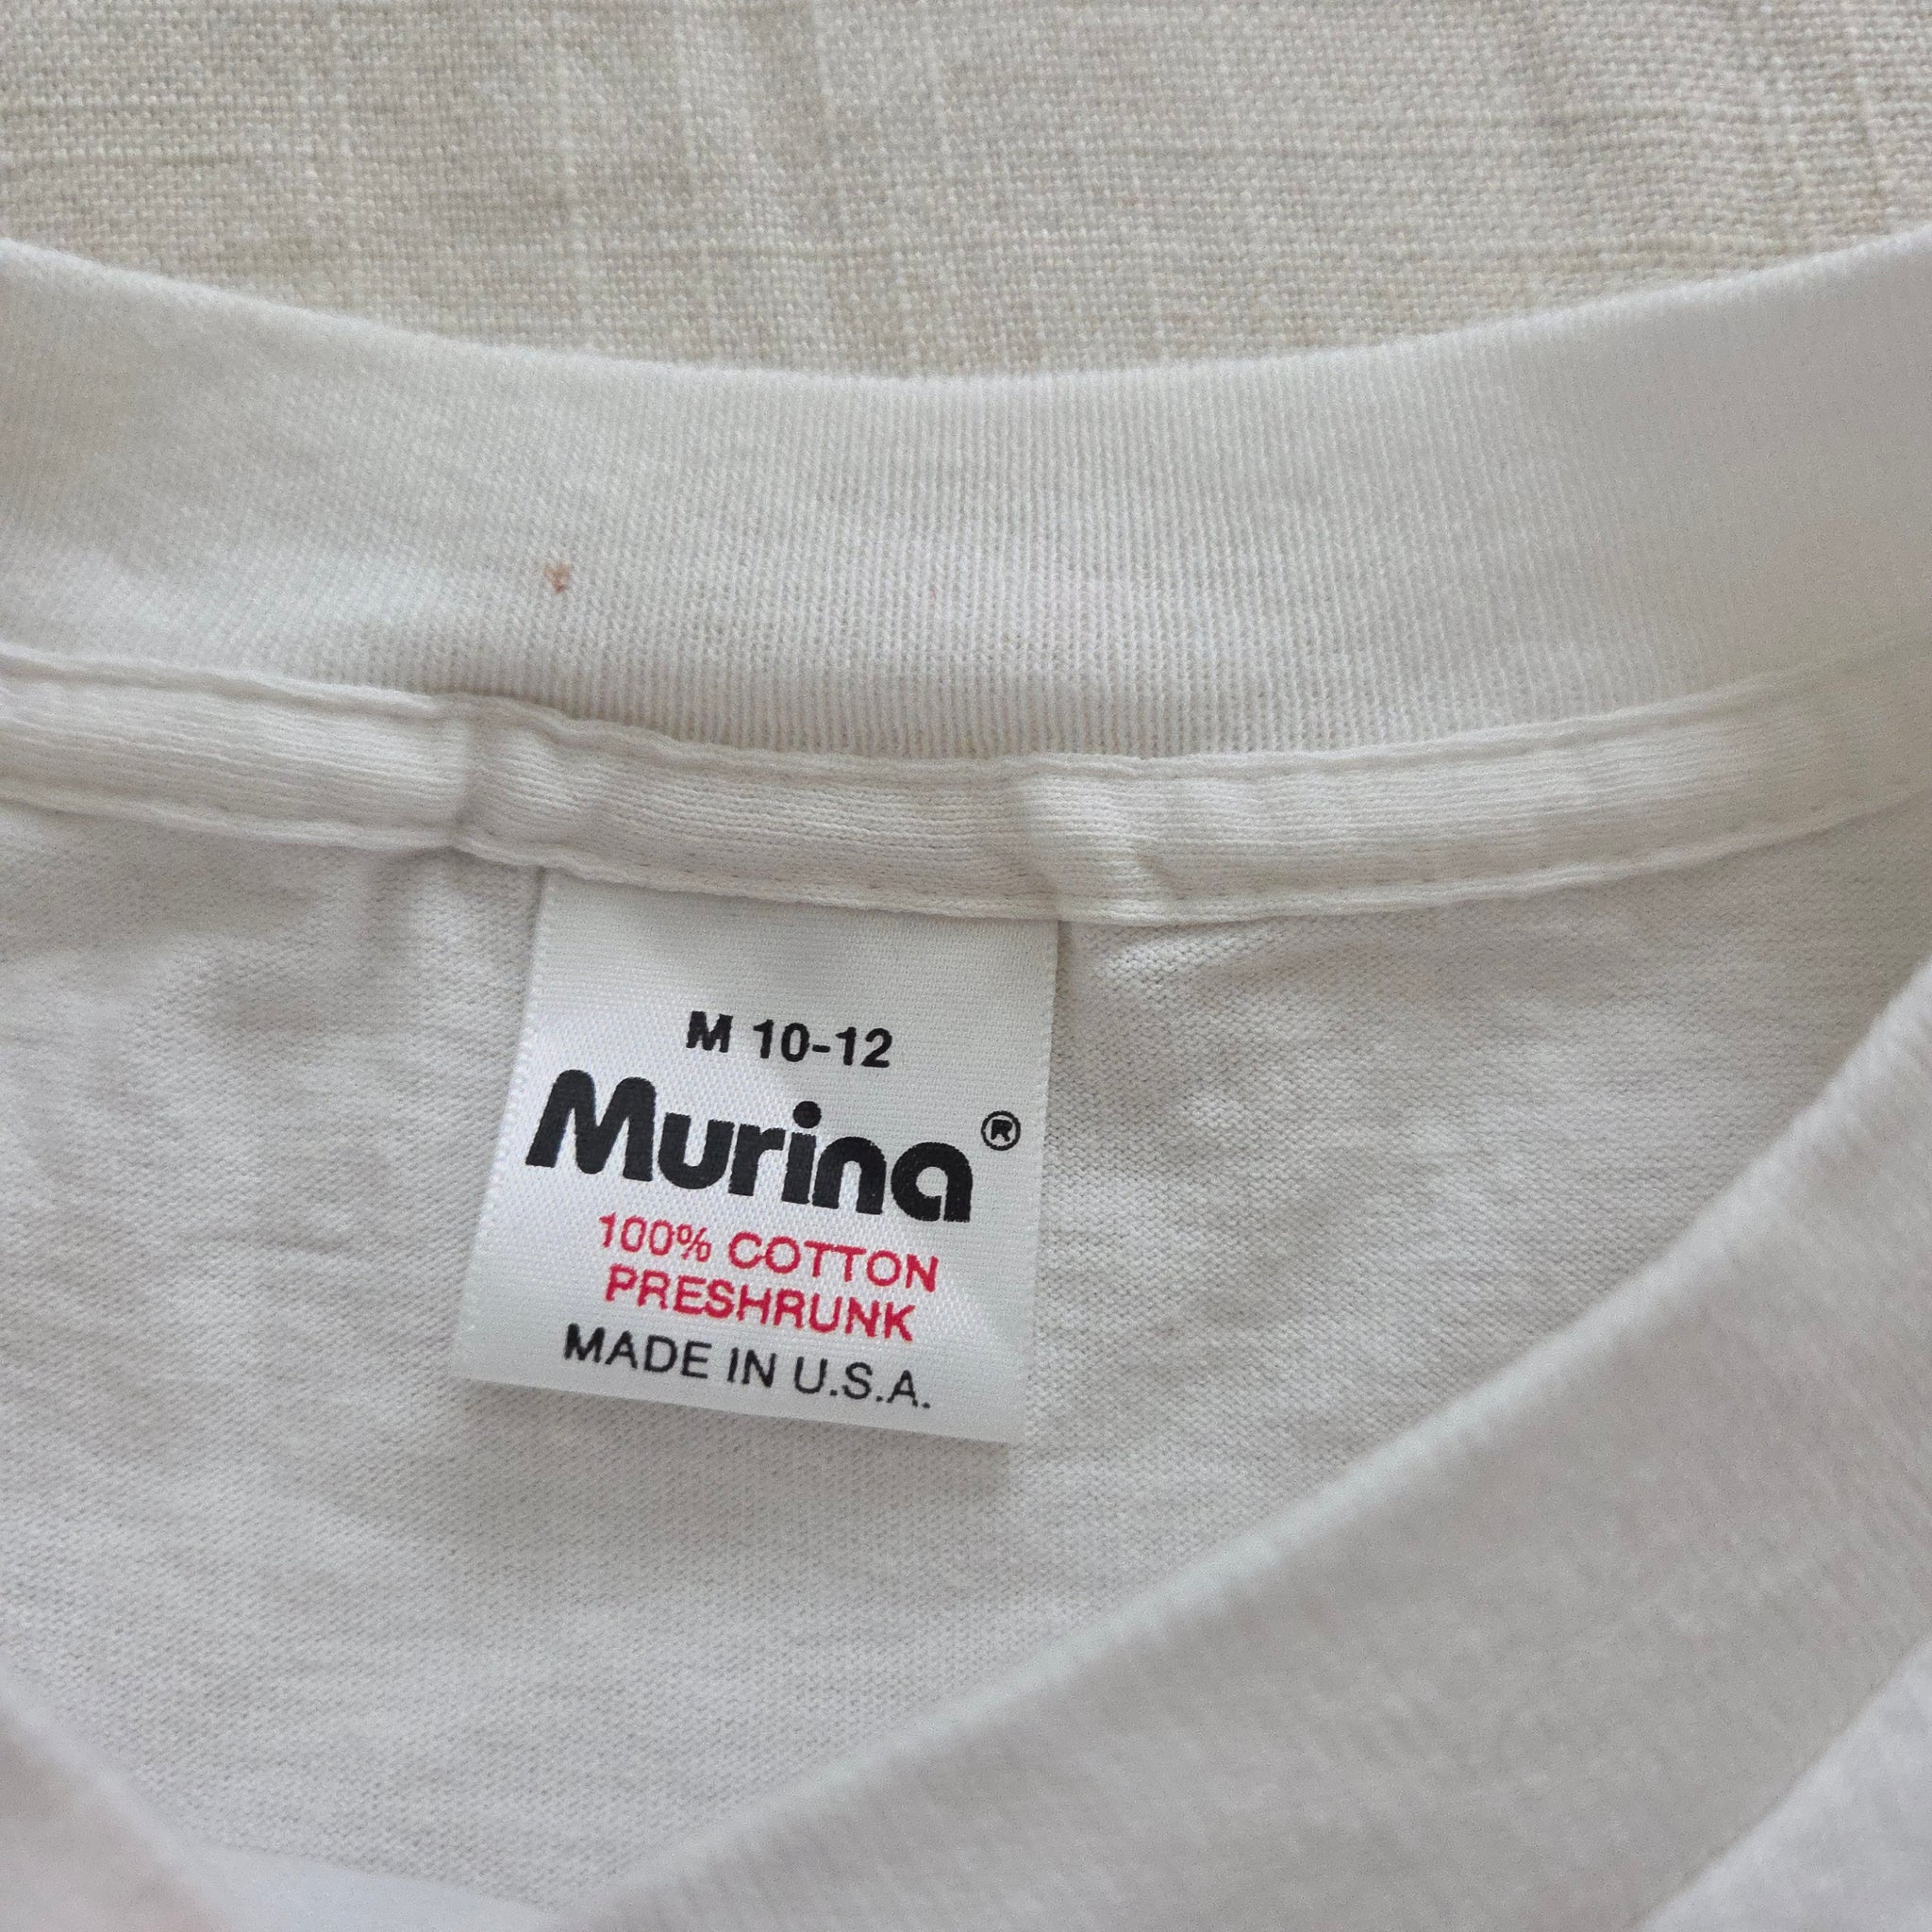 M 10-12
Murina®
100% COTTON
PRESHRUNK
MADE IN U.S.A.